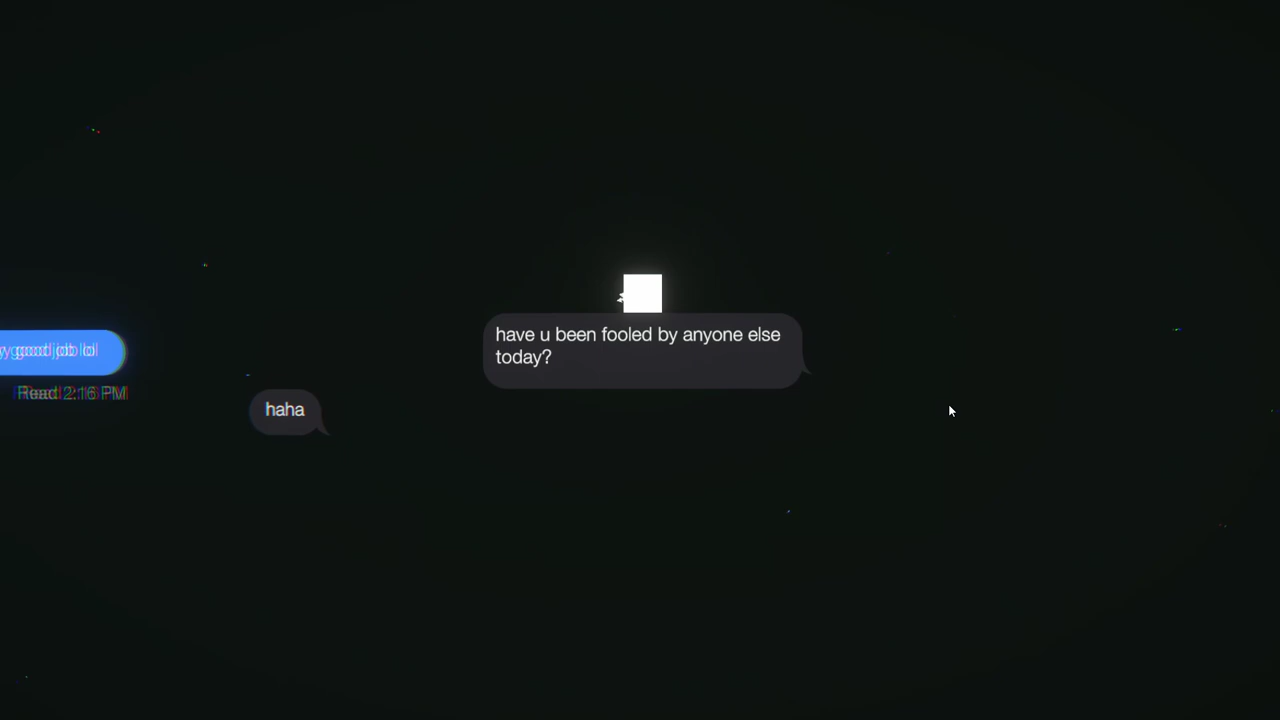 have u been fooled by anyone else
today?
good job lol
Read 2:16 PM
haha